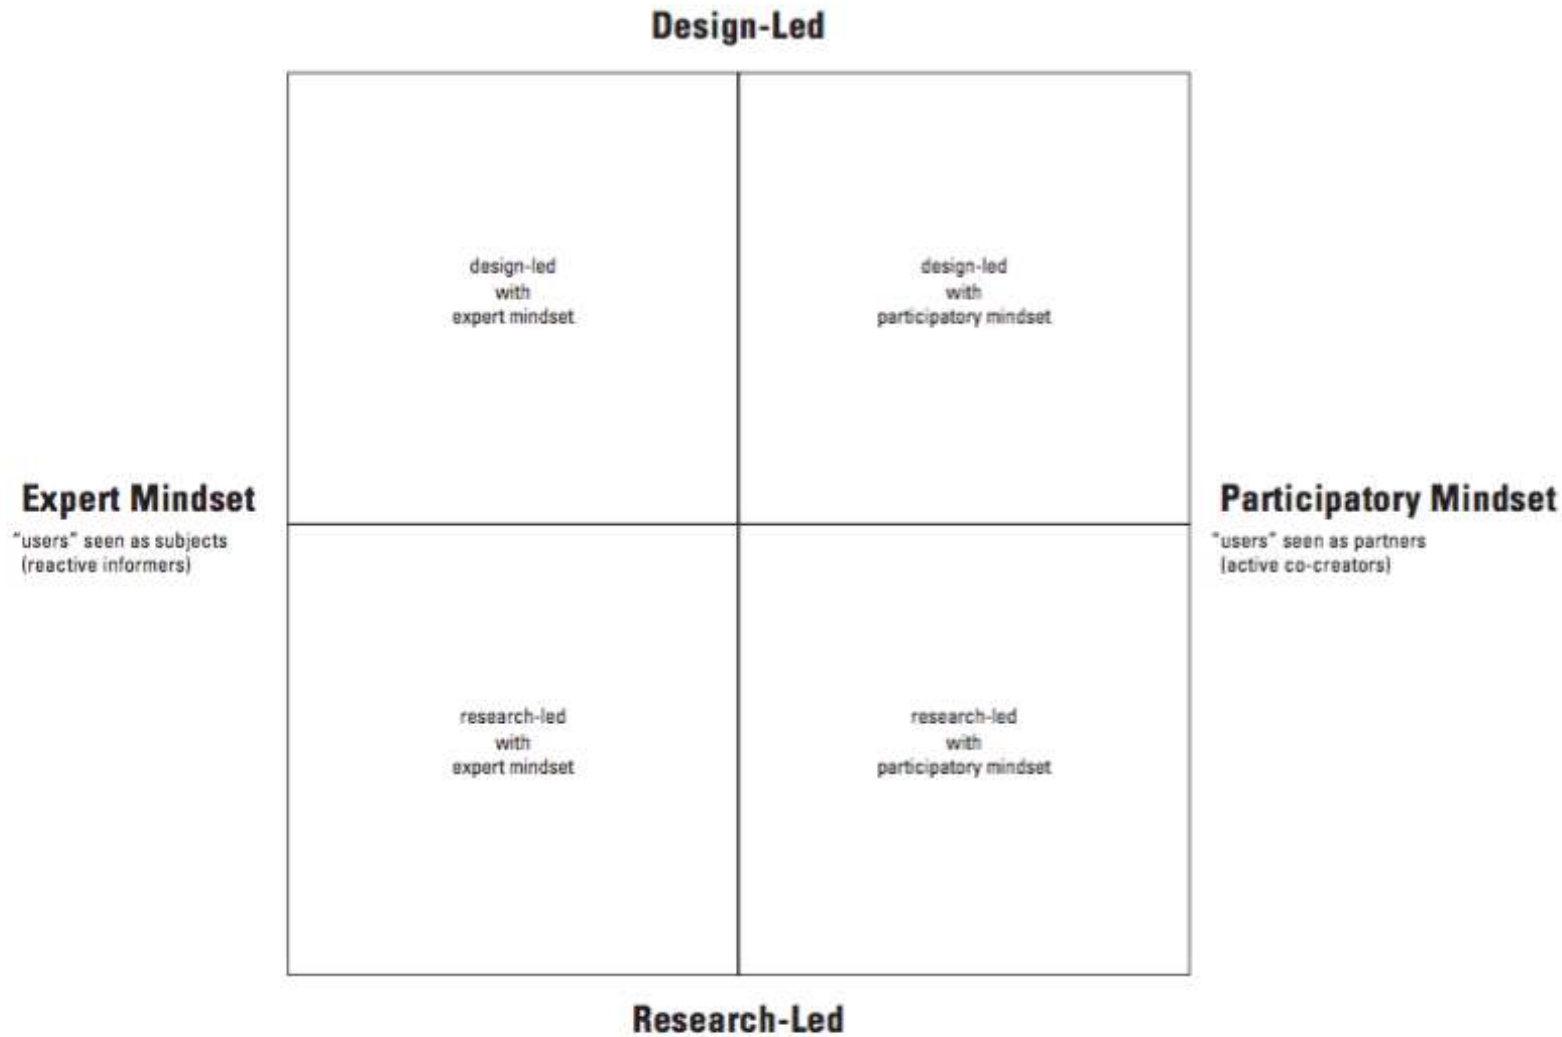 Design-Led
design-led
with
expert mindset
design-led
with
participatory mindset
Expert Mindset
"users" seen as subjects
(reactive informers)
Participatory Mindset
"users" seen as partners
(active co-creators)
research-led
with
expert mindset
research-led
with
participatory mindset
Research-Led